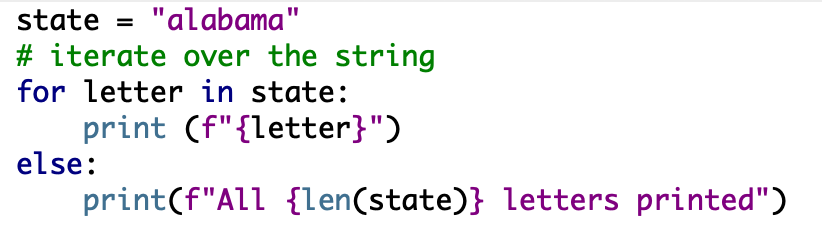 state = "alabama"
# iterate over the string
for letter in state:
    print (f"{letter}")
else:
    print(f"All {len(state)} letters printed")